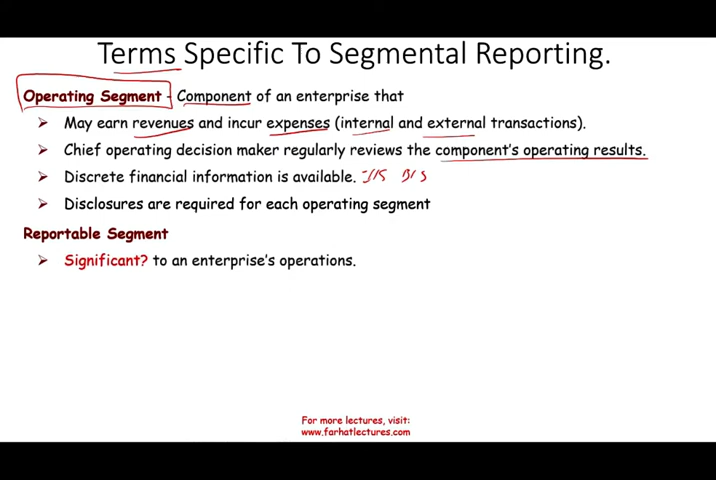 Terms Specific To Segmental Reporting.
Operating Segment - Component of an enterprise that
➢ May earn revenues and incur expenses (internal and external transactions).
➢ Chief operating decision maker regularly reviews the component's operating results.
➢ Discrete financial information is available. I/S B/S
➢ Disclosures are required for each operating segment
Reportable Segment
➢ Significant? to an enterprise's operations.
For more lectures, visit:
www.farhatlectures.com